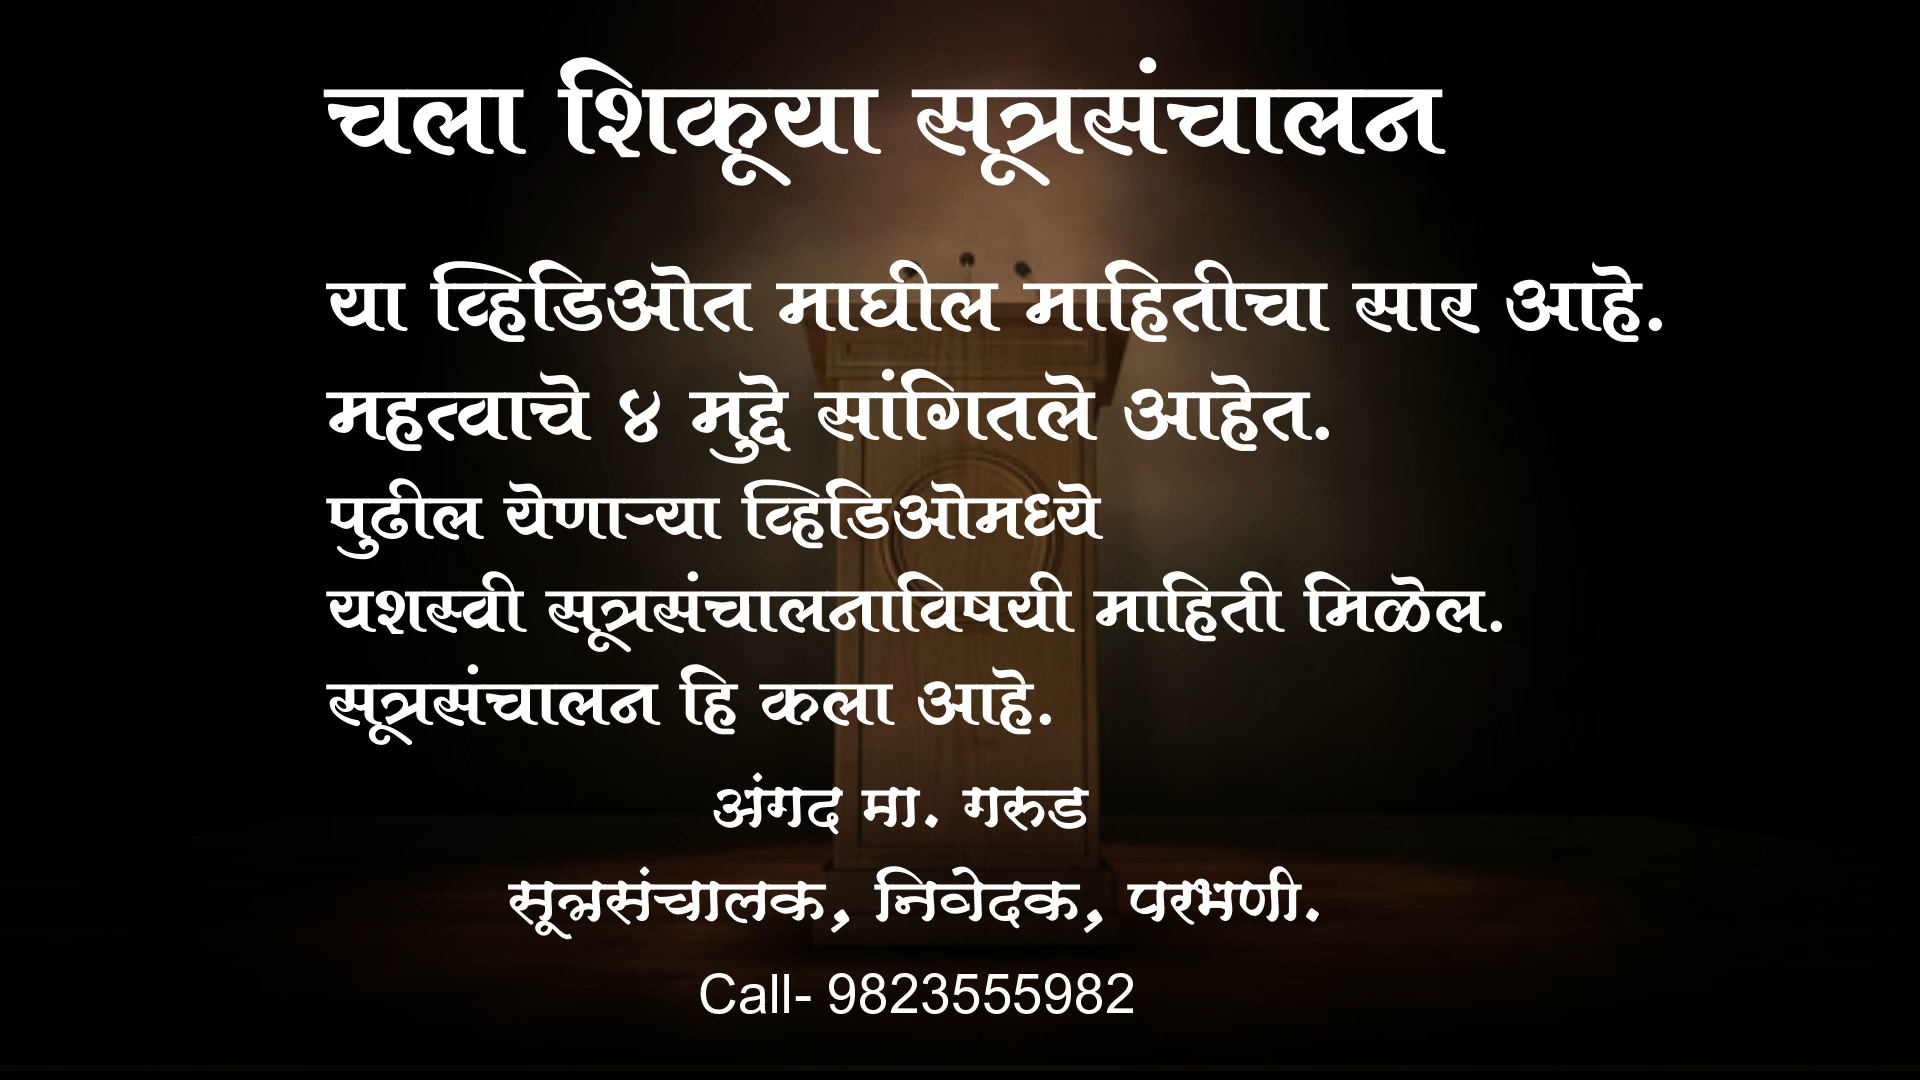 चला शिकूया सूत्रसंचालन
या व्हिडिओत माघील माहितीचा सार आहे.
महत्वाचे ४ मुद्दे सांगितले आहेत.
पुढील येणाऱ्या व्हिडिओमध्ये
यशस्वी सूत्रसंचालनाविषयी माहिती मिळेल.
सूत्रसंचालन हि कला आहे.
अंगद मा. गरुड
सूत्रसंचालक, निवेदक, परभणी.
Call- 9823555982